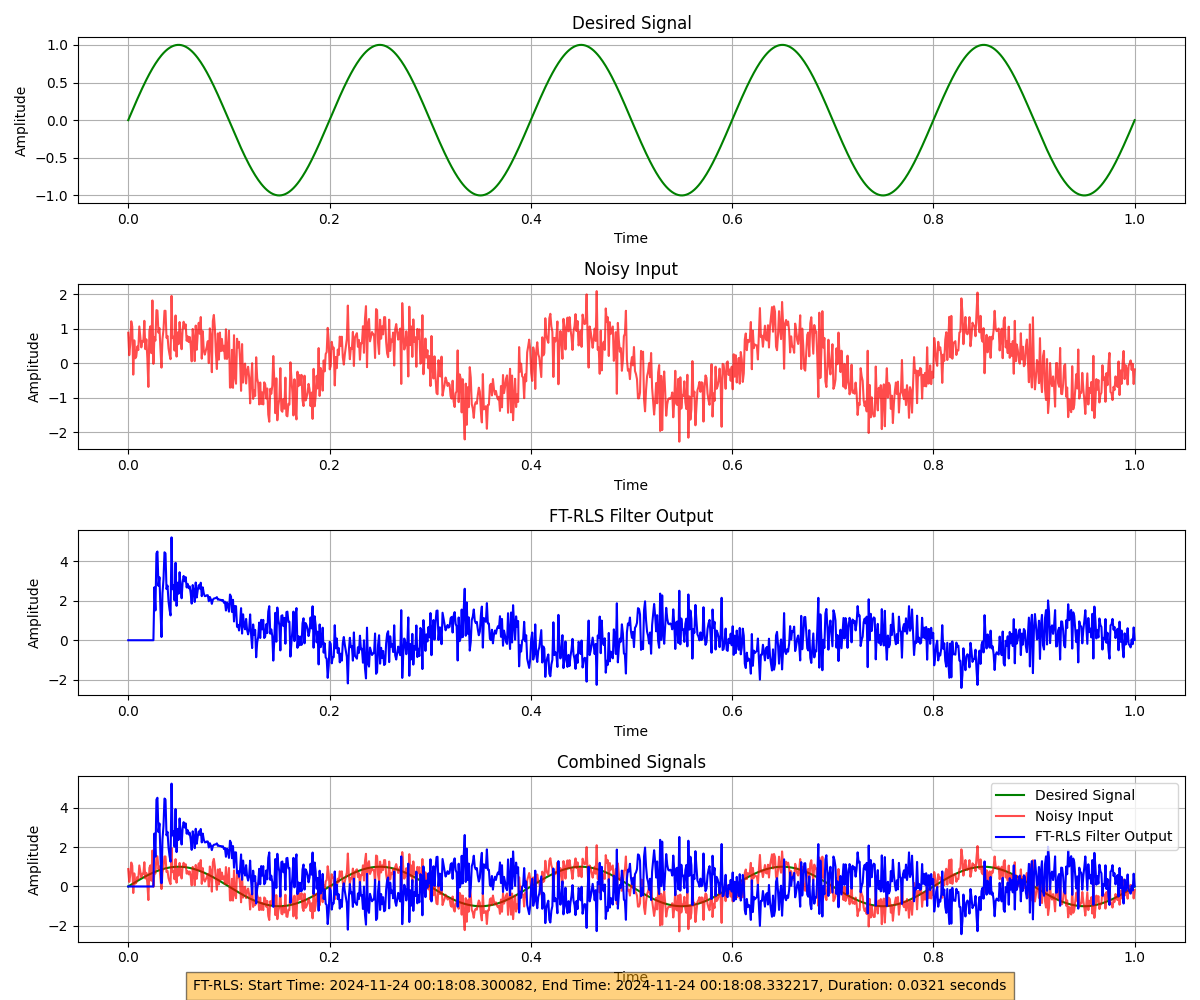 Desired Signal
Amplitude
1.0
0.5
0.0
−0.5
−1.0
0.0 0.2 0.4 0.6 0.8 1.0
Time
Noisy Input
Amplitude
2
1
0
−1
−2
0.0 0.2 0.4 0.6 0.8 1.0
Time
FT-RLS Filter Output
Amplitude
4
2
0
−2
0.0 0.2 0.4 0.6 0.8 1.0
Time
Combined Signals
Amplitude
4
2
0
−2
Desired Signal
Noisy Input
FT-RLS Filter Output
0.0 0.2 0.4 0.6 0.8 1.0
Time
FT-RLS: Start Time: 2024-11-24 00:18:08.300082, End Time: 2024-11-24 00:18:08.332217, Duration: 0.0321 seconds